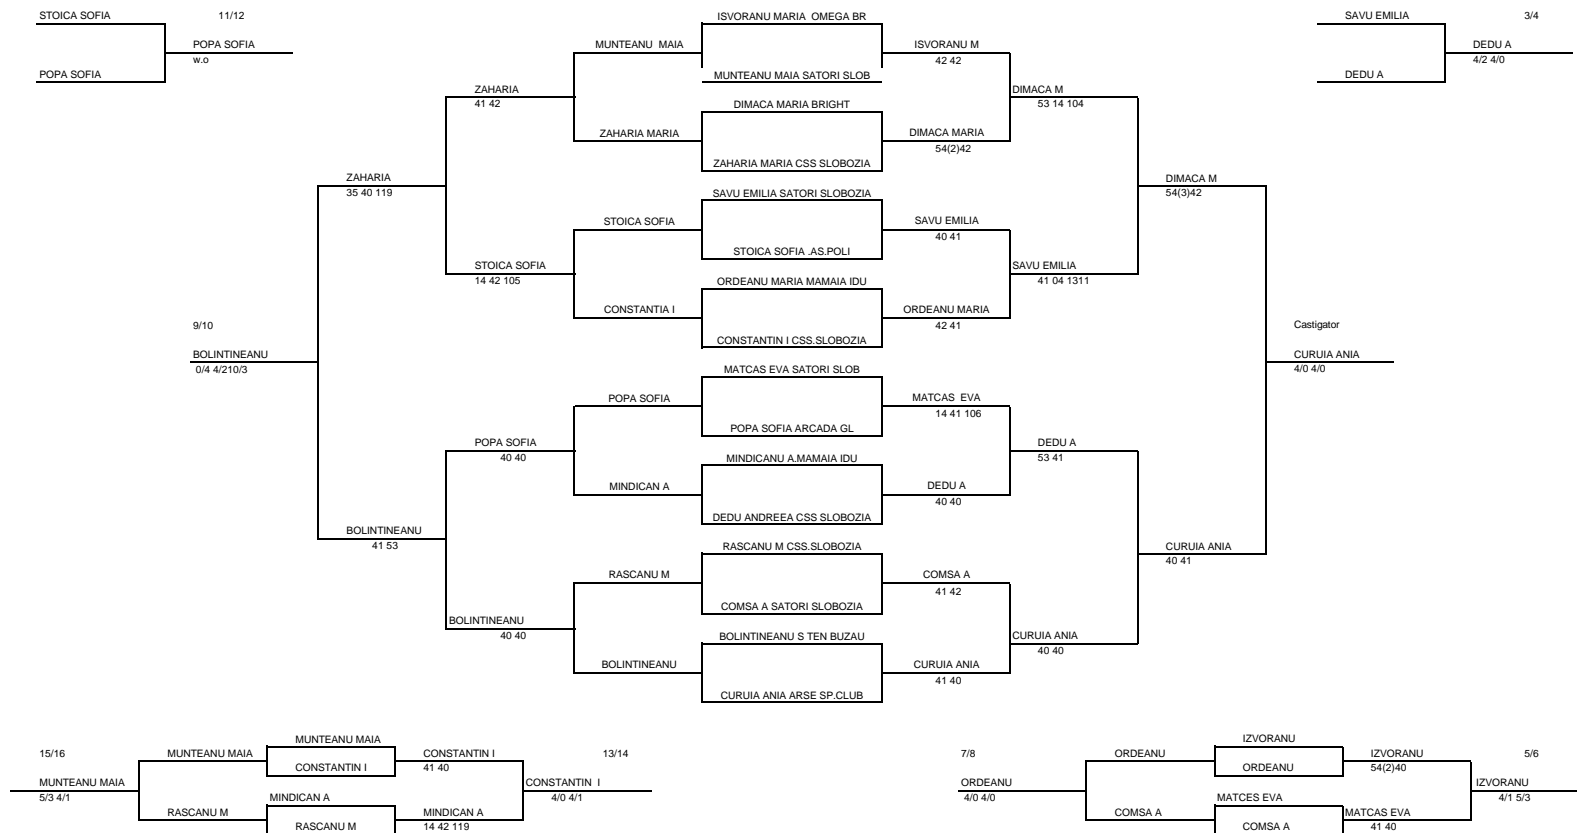 STOICA SOFIA
11/12
POPA SOFIA
w.o
POPA SOFIA
SAVU EMILIA
3/4
DEDU A
4/2 4/0
DEDU A
ISVORANU MARIA OMEGA BR
MUNTEANU MAIA
ISVORANU M
42 42
MUNTEANU MAIA SATORI SLOB
ZAHARIA
41 42
DIMACA M
53 14 104
DIMACA MARIA BRIGHT
ZAHARIA MARIA
DIMACA MARIA
54(2)42
ZAHARIA MARIA CSS SLOBOZIA
ZAHARIA
35 40 119
DIMACA M
54(3)42
SAVU EMILIA SATORI SLOBOZIA
STOICA SOFIA
SAVU EMILIA
40 41
STOICA SOFIA .AS.POLI
STOICA SOFIA
14 42 105
SAVU EMILIA
41 04 1311
ORDEANU MARIA MAMAIA IDU
CONSTANTIA I
ORDEANU MARIA
42 41
CONSTANTIN I CSS.SLOBOZIA
9/10
BOLINTINEANU
0/4 4/210/3
Castigator
CURUIA ANIA
4/0 4/0
MATCAS EVA SATORI SLOB
POPA SOFIA
MATCAS EVA
14 41 106
POPA SOFIA ARCADA GL
POPA SOFIA
40 40
DEDU A
53 41
MINDICANU A.MAMAIA IDU
MINDICAN A
DEDU A
40 40
DEDU ANDREEA CSS SLOBOZIA
BOLINTINEANU
41 53
CURUIA ANIA
40 41
RASCANU M CSS.SLOBOZIA
RASCANU M
COMSA A
41 42
COMSA A SATORI SLOBOZIA
BOLINTINEANU
40 40
CURUIA ANIA
40 40
BOLINTINEANU S TEN BUZAU
BOLINTINEANU
CURUIA ANIA
41 40
CURUIA ANIA ARSE SP.CLUB
15/16
MUNTEANU MAIA
MUNTEANU MAIA
CONSTANTIN I
CONSTANTIN I
41 40
13/14
MUNTEANU MAIA
5/3 4/1
CONSTANTIN I
4/0 4/1
RASCANU M
MINDICAN A
RASCANU M
MINDICAN A
14 42 119
7/8
ORDEANU
IZVORANU
ORDEANU
IZVORANU
54(2)40
5/6
ORDEANU
4/0 4/0
IZVORANU
4/1 5/3
COMSA A
MATCES EVA
COMSA A
MATCAS EVA
41 40